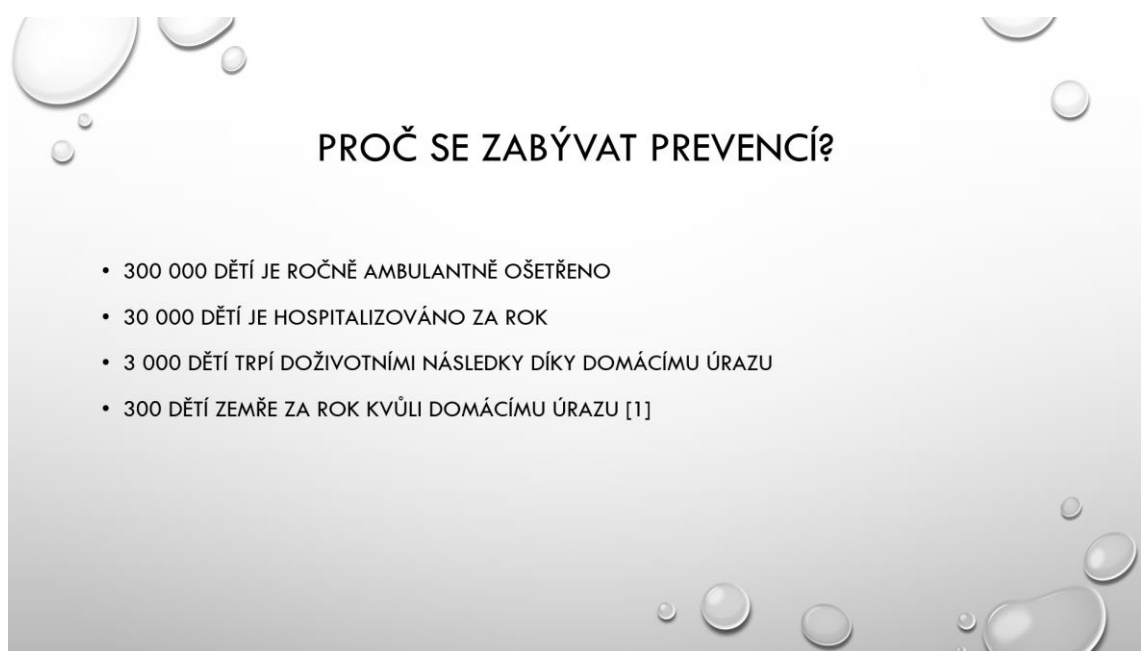 PROČ SE ZABÝVAT PREVENCÍ?
• 300 000 DĚTÍ JE ROČNĚ AMBULANTNĚ OŠETŘENO
• 30 000 DĚTÍ JE HOSPITALIZOVÁNO ZA ROK
• 3 000 DĚTÍ TRPÍ DOŽIVOTNÍMI NÁSLEDKY DÍKY DOMÁCÍMU ÚRAZU
• 300 DĚTÍ ZEMŘE ZA ROK KVŮLI DOMÁCÍMU ÚRAZU [1]